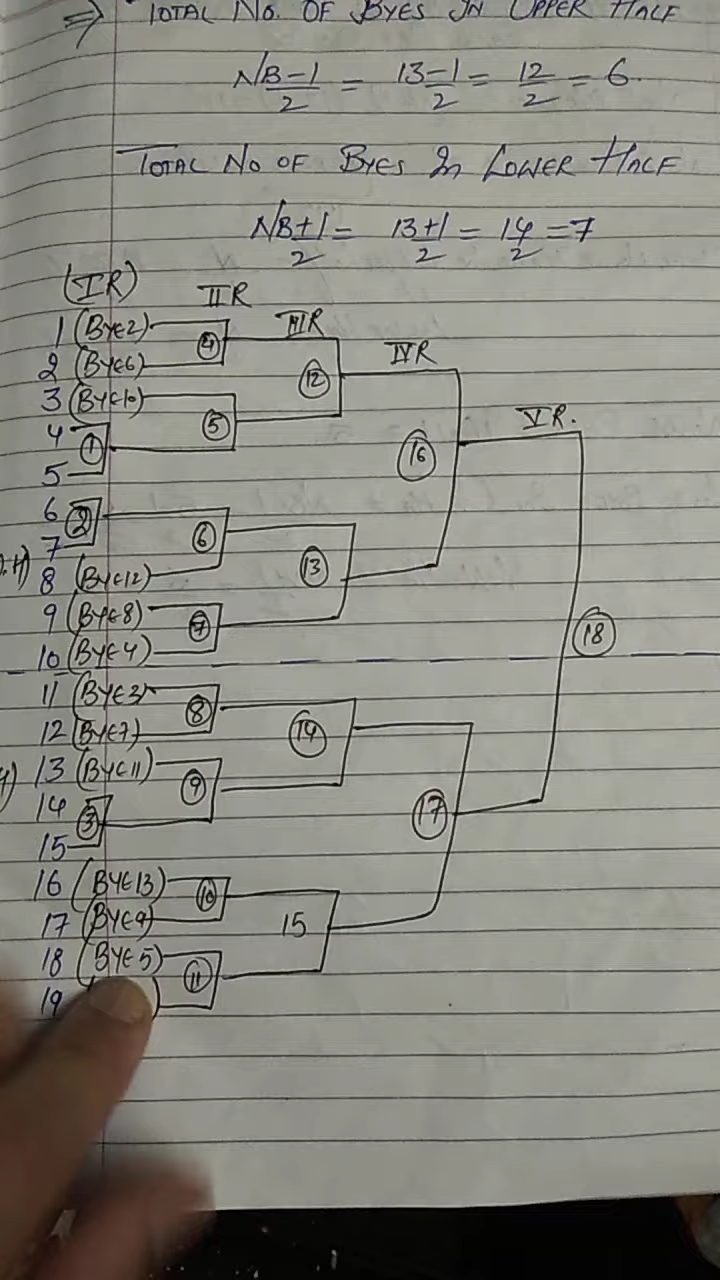 ⇒ TOTAL NO. OF BYES IN UPPER HALF
NB-1/2 = 13-1/2 = 12/2 = 6.
TOTAL NO OF BYES In LOWER HALF
NB+1/2 = 13+1/2 = 14/2 = 7
(IR) IIR IIIR IVR VR.
1 (BYE2) 4
2 (BYE6) 12
3 (BYE10) 5
4 1 16
5
6 2
7 6 13
8 (BYE12)
9 (BYE8) 7
10 (BYE4) 18
11 (BYE3) 8
12 (BYE7) 14
13 (BYE11) 9
14 3 17
15
16 (BYE13) 10
17 (BYE9) 15
18 (BYE5) 11
19